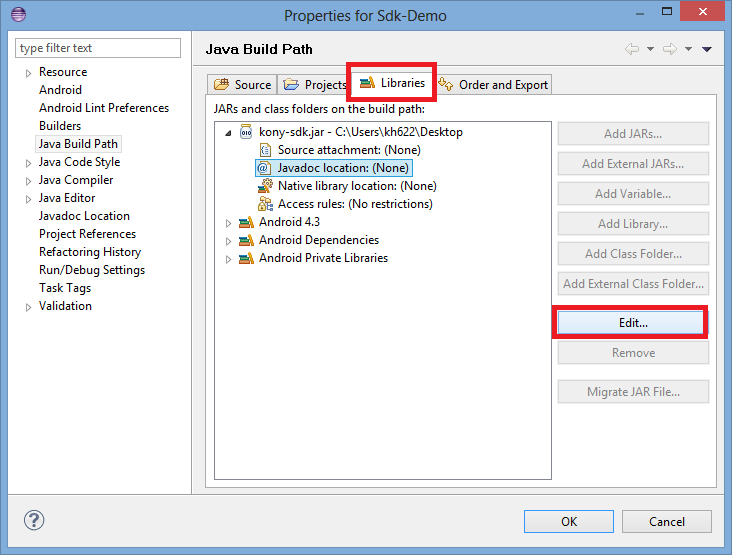 Properties for Sdk-Demo
type filter text
Resource
Android
Android Lint Preferences
Builders
Java Build Path
Java Code Style
Java Compiler
Java Editor
Javadoc Location
Project References
Refactoring History
Run/Debug Settings
Task Tags
Validation
Java Build Path
Source
Projects
Libraries
Order and Export
JARs and class folders on the build path:
kony-sdk.jar - C:\Users\kh622\Desktop
Source attachment: (None)
Javadoc location: (None)
Native library location: (None)
Access rules: (No restrictions)
Android 4.3
Android Dependencies
Android Private Libraries
Add JARs...
Add External JARs...
Add Variable...
Add Library...
Add Class Folder...
Add External Class Folder...
Edit...
Remove
Migrate JAR File...
OK
Cancel